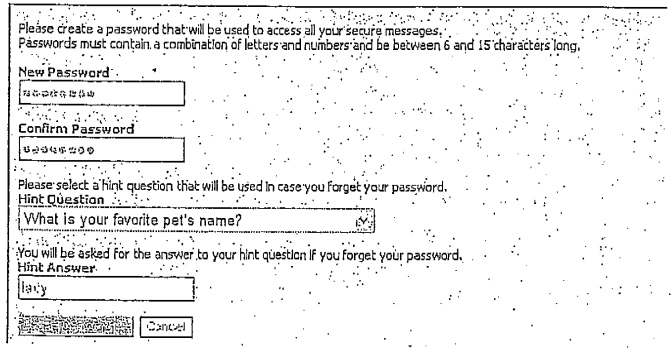 Please create a password that will be used to access all your secure messages.
Passwords must contain a combination of letters and numbers and be between 6 and 15 characters long.
New Password
Confirm Password
Please select a hint question that will be used in case you forget your password.
Hint Question
What is your favorite pet's name?
You will be asked for the answer to your hint question if you forget your password.
Hint Answer
Cancel